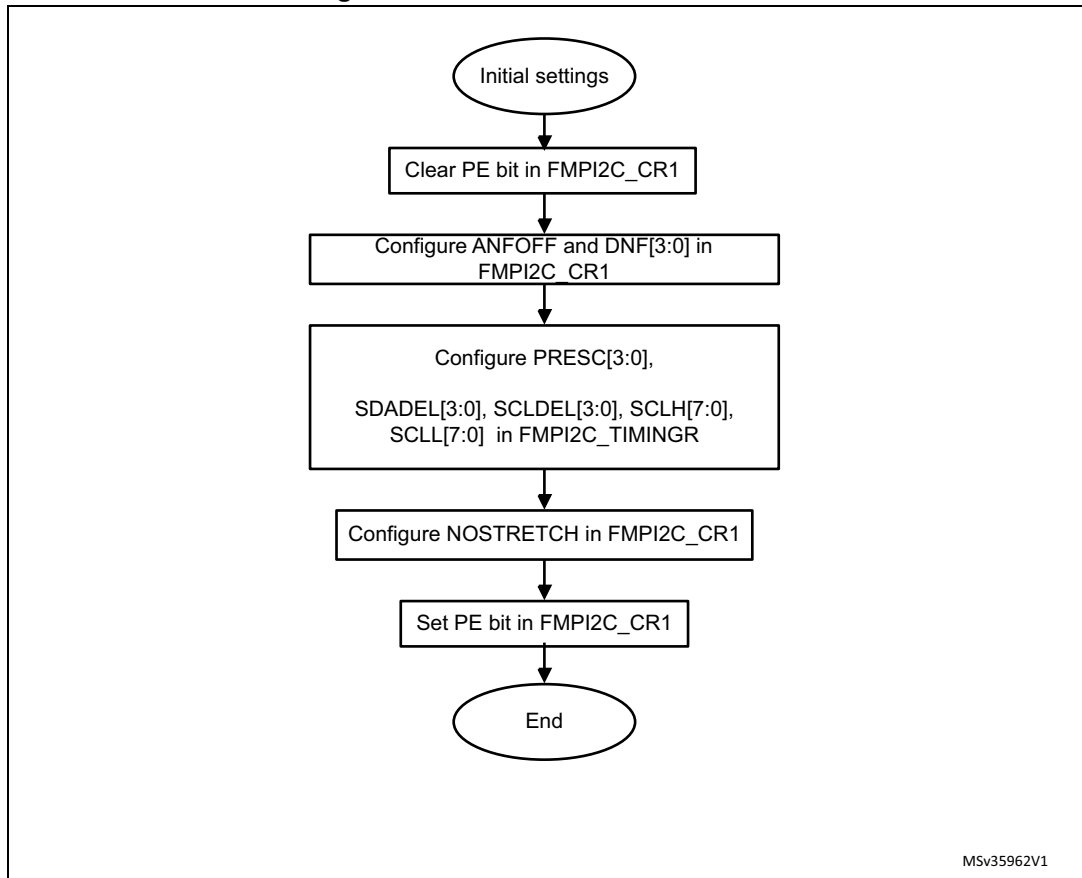 Initial settings
Clear PE bit in FMPI2C_CR1
Configure ANFOFF and DNF[3:0] in
FMPI2C_CR1
Configure PRESC[3:0],
SDADEL[3:0], SCLDEL[3:0], SCLH[7:0],
SCLL[7:0] in FMPI2C_TIMINGR
Configure NOSTRETCH in FMPI2C_CR1
Set PE bit in FMPI2C_CR1
End
MSv35962V1